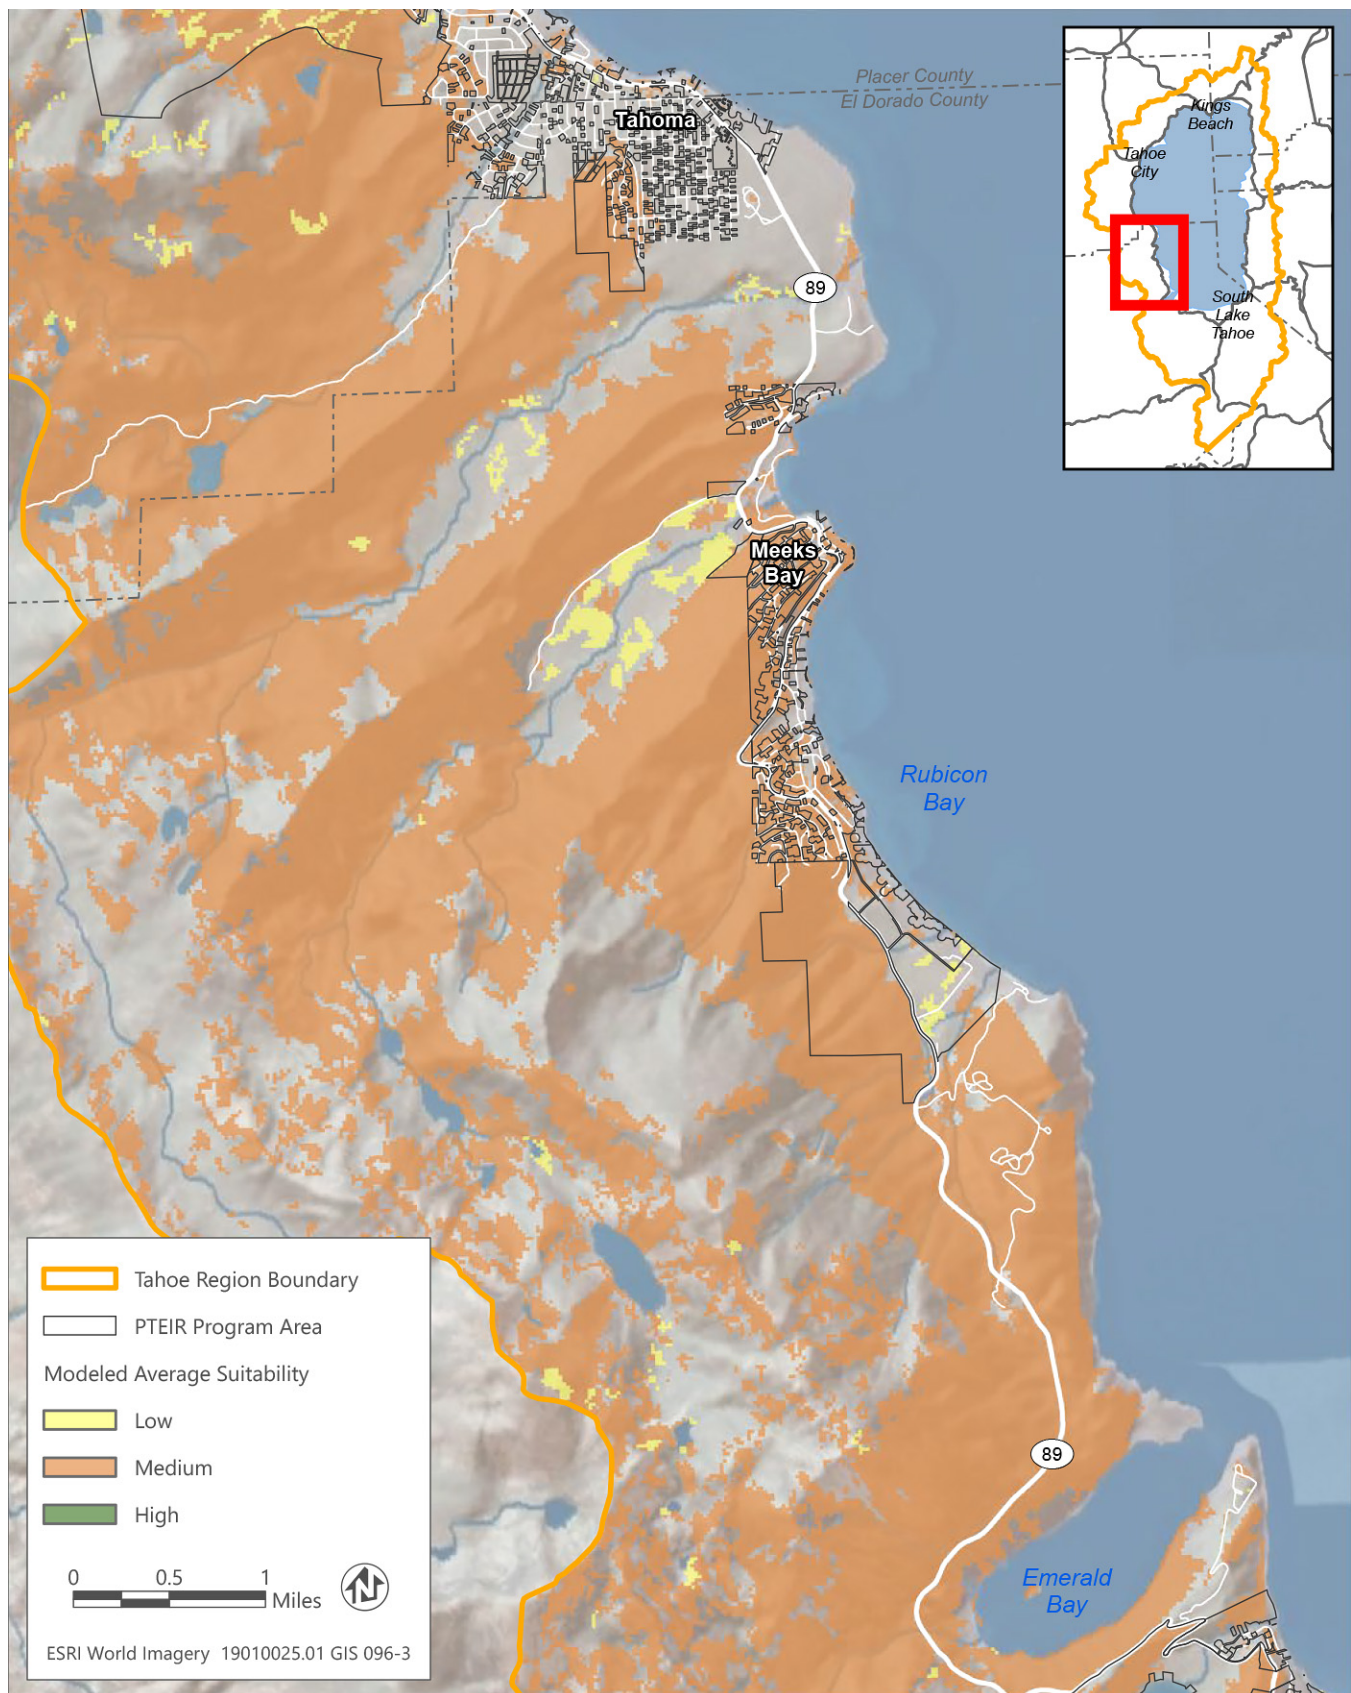 Placer County
El Dorado County
Tahoma
Kings
Beach
Tahoe
City
South
Lake
Tahoe
89
Meeks
Bay
Rubicon
Bay
89
Emerald
Bay
Tahoe Region Boundary
PTEIR Program Area
Modeled Average Suitability
Low
Medium
High
0 0.5 1
Miles
N
ESRI World Imagery 19010025.01 GIS 096-3